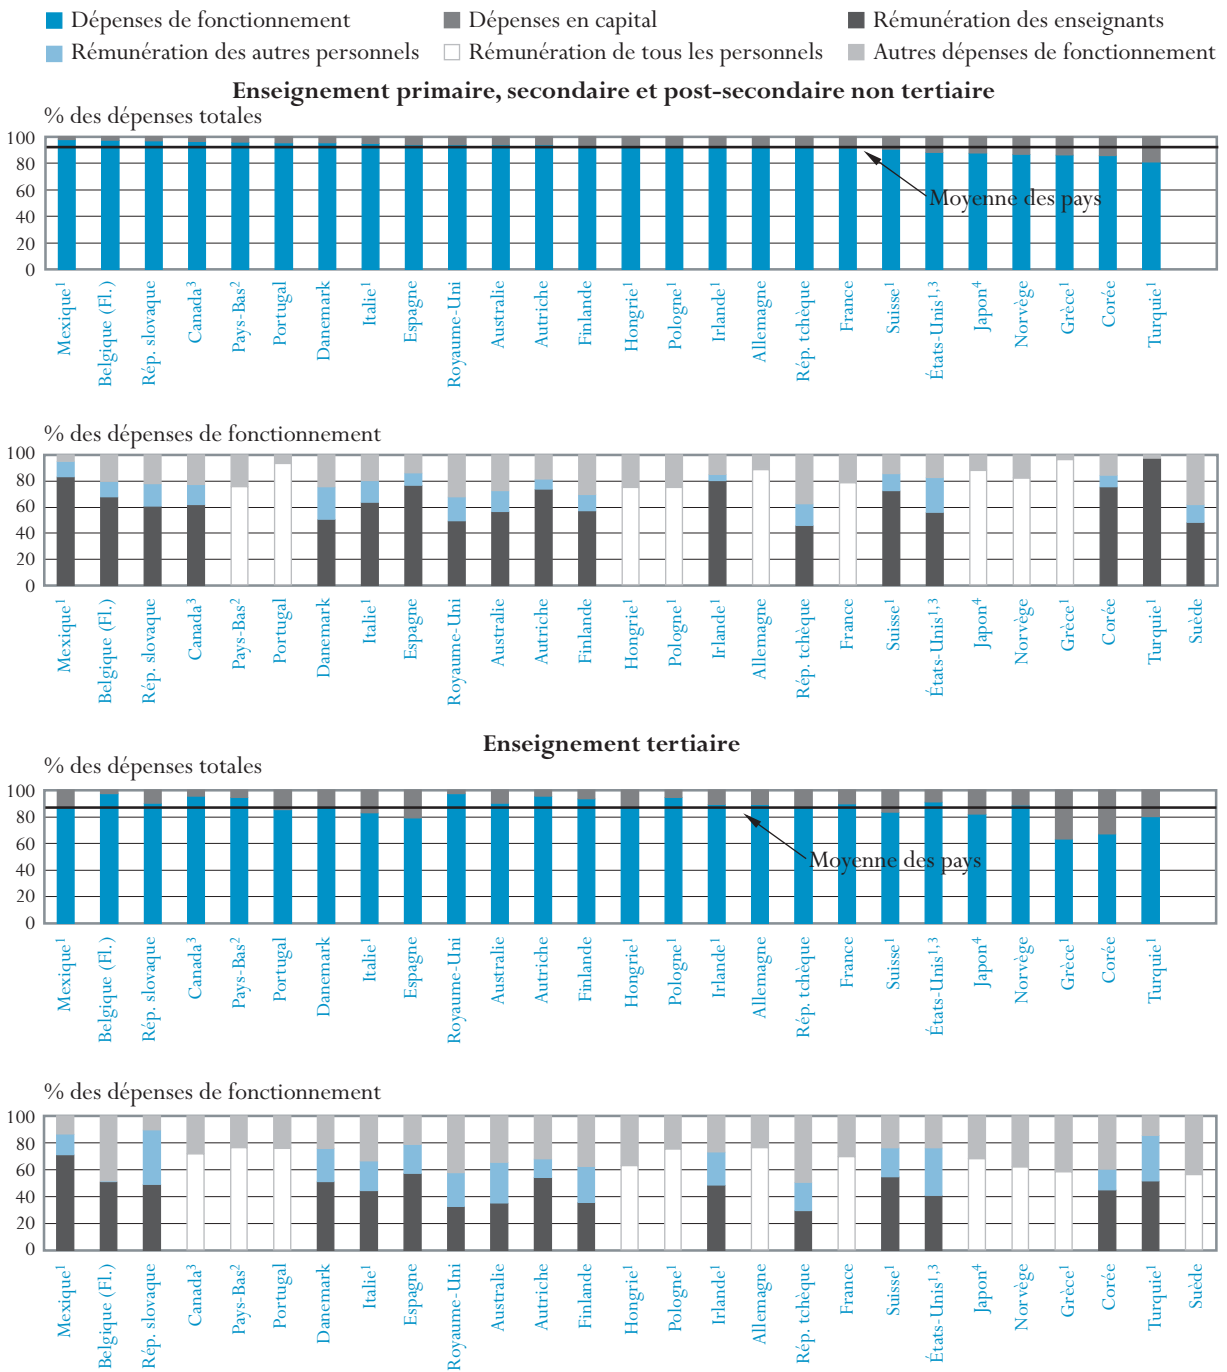 Dépenses de fonctionnement Dépenses en capital Rémunération des enseignants
Rémunération des autres personnels Rémunération de tous les personnels Autres dépenses de fonctionnement
Enseignement primaire, secondaire et post-secondaire non tertiaire
% des dépenses totales
100
80
60
40
20
0
Moyenne des pays
Mexique¹
Belgique (Fl.)
Rép. slovaque
Canada³
Pays-Bas²
Portugal
Danemark
Italie¹
Espagne
Royaume-Uni
Australie
Autriche
Finlande
Hongrie¹
Pologne¹
Irlande¹
Allemagne
Rép. tchèque
France
Suisse¹
États-Unis¹,³
Japon⁴
Norvège
Grèce¹
Corée
Turquie¹
% des dépenses de fonctionnement
100
80
60
40
20
0
Mexique¹
Belgique (Fl.)
Rép. slovaque
Canada³
Pays-Bas²
Portugal
Danemark
Italie¹
Espagne
Royaume-Uni
Australie
Autriche
Finlande
Hongrie¹
Pologne¹
Irlande¹
Allemagne
Rép. tchèque
France
Suisse¹
États-Unis¹,³
Japon⁴
Norvège
Grèce¹
Corée
Turquie¹
Suède
Enseignement tertiaire
% des dépenses totales
100
80
60
40
20
0
Moyenne des pays
Mexique¹
Belgique (Fl.)
Rép. slovaque
Canada³
Pays-Bas²
Portugal
Danemark
Italie¹
Espagne
Royaume-Uni
Australie
Autriche
Finlande
Hongrie¹
Pologne¹
Irlande¹
Allemagne
Rép. tchèque
France
Suisse¹
États-Unis¹,³
Japon⁴
Norvège
Grèce¹
Corée
Turquie¹
% des dépenses de fonctionnement
100
80
60
40
20
0
Mexique¹
Belgique (Fl.)
Rép. slovaque
Canada³
Pays-Bas²
Portugal
Danemark
Italie¹
Espagne
Royaume-Uni
Australie
Autriche
Finlande
Hongrie¹
Pologne¹
Irlande¹
Allemagne
Rép. tchèque
France
Suisse¹
États-Unis¹,³
Japon⁴
Norvège
Grèce¹
Corée
Turquie¹
Suède